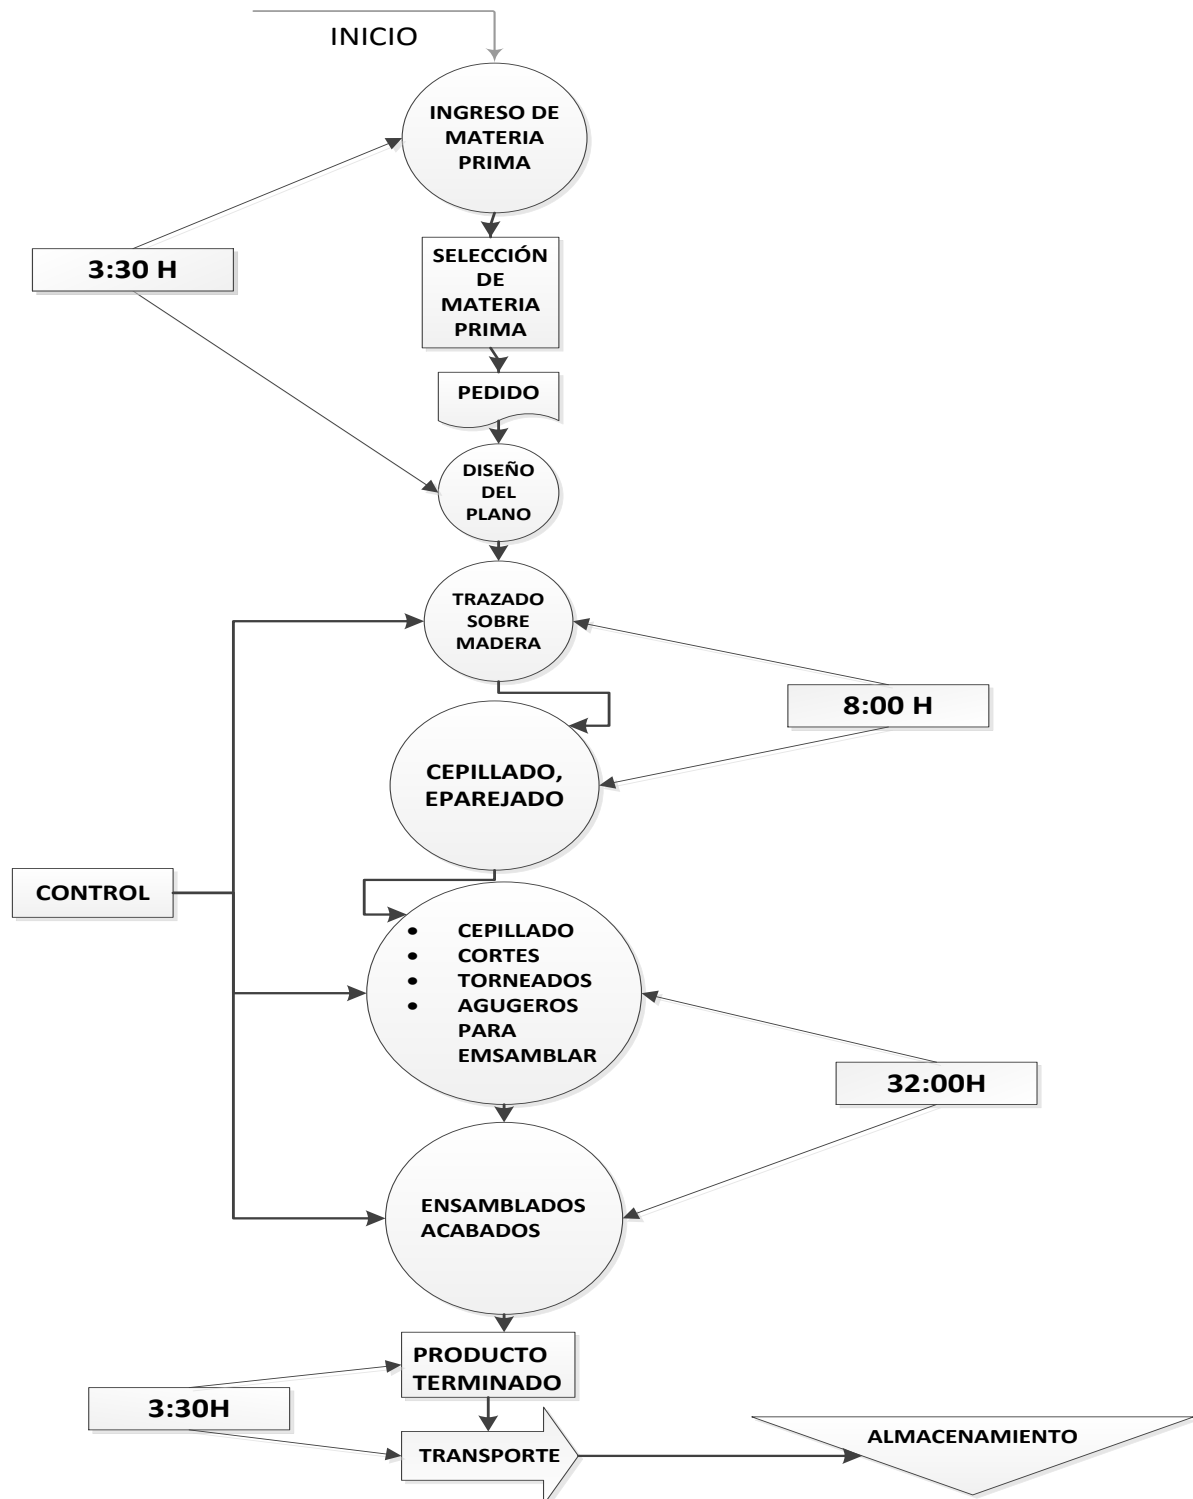 INICIO
INGRESO DE
MATERIA
PRIMA
3:30 H
SELECCIÓN
DE
MATERIA
PRIMA
PEDIDO
DISEÑO
DEL
PLANO
TRAZADO
SOBRE
MADERA
8:00 H
CEPILLADO,
EPAREJADO
CONTROL
• CEPILLADO
• CORTES
• TORNEADOS
• AGUGEROS
PARA
EMSAMBLAR
32:00H
ENSAMBLADOS
ACABADOS
PRODUCTO
TERMINADO
3:30H
TRANSPORTE
ALMACENAMIENTO